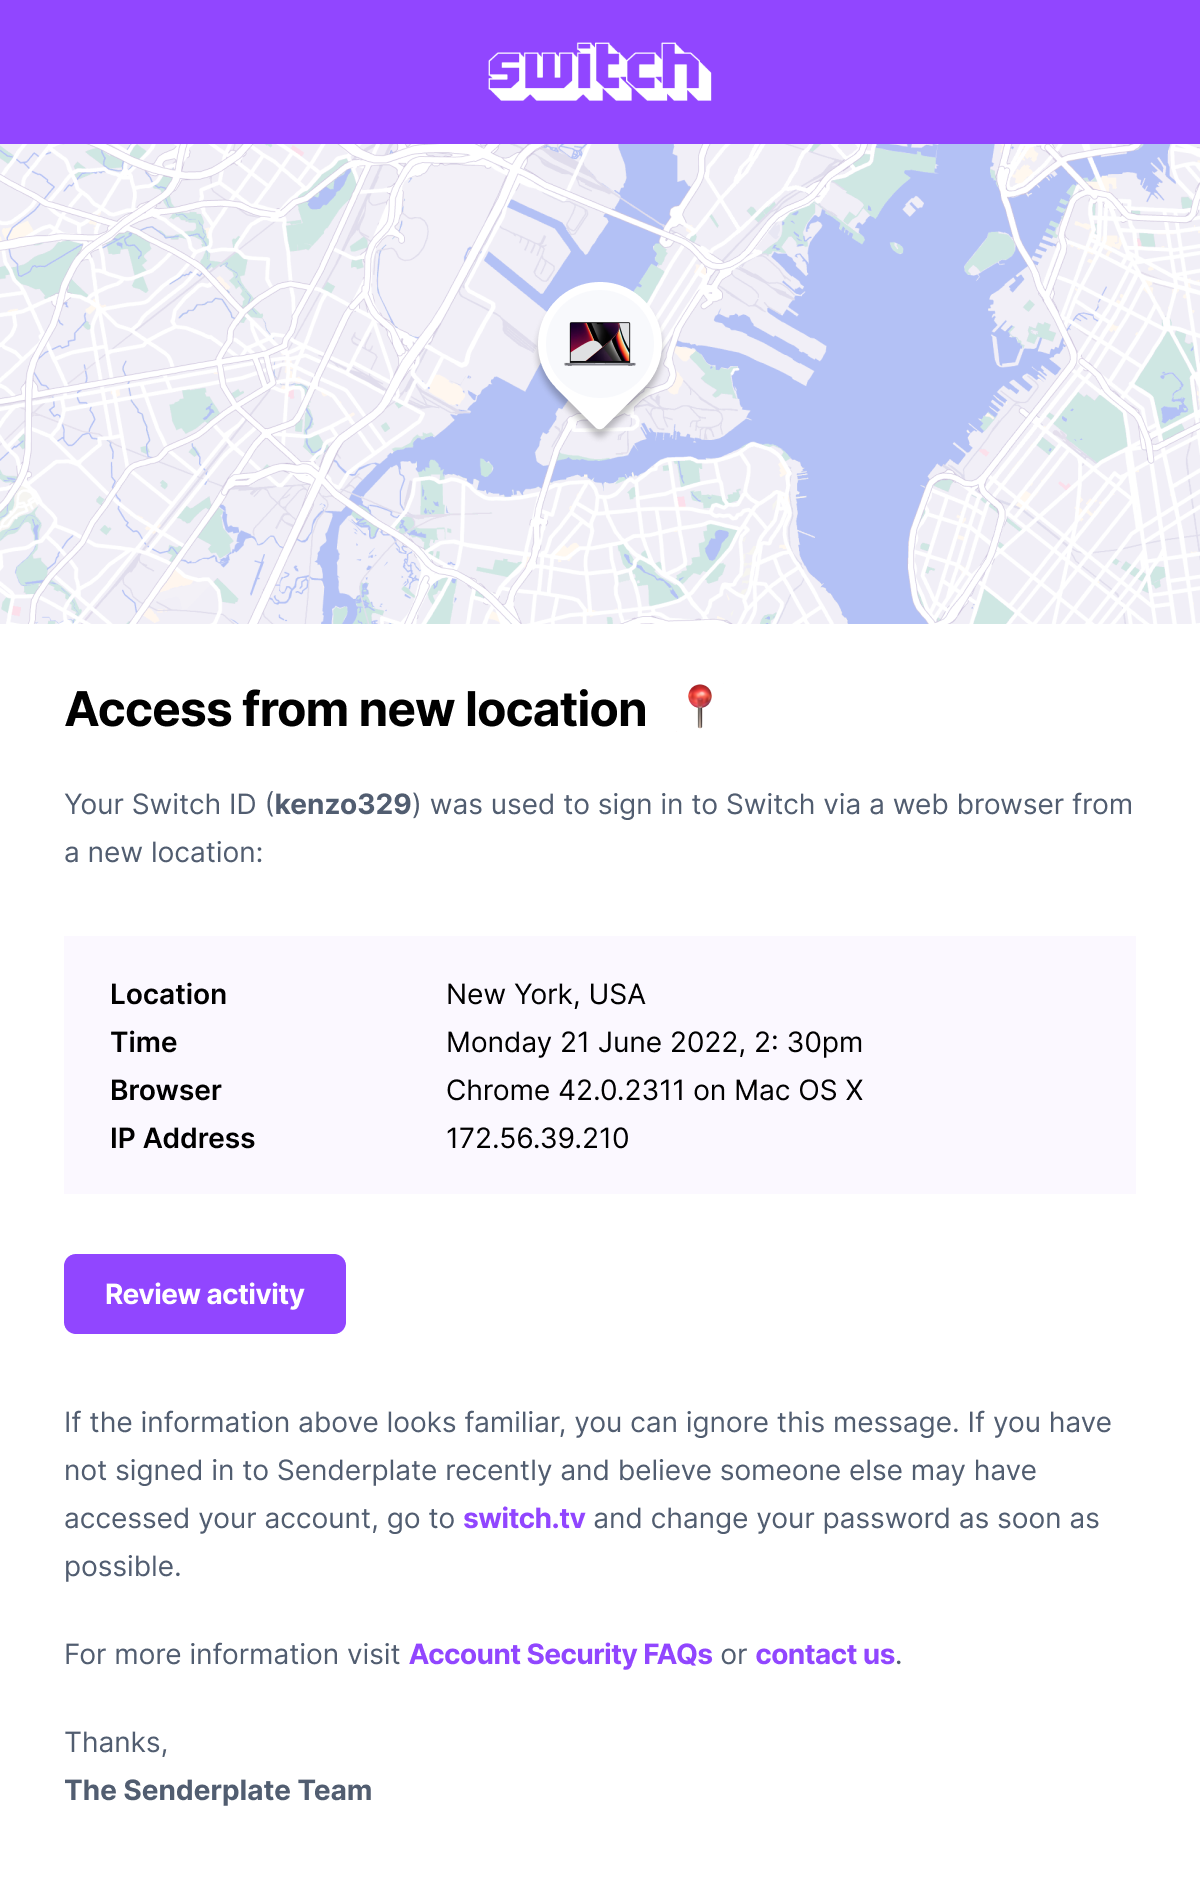 switch
Access from new location 📍
Your Switch ID (kenzo329) was used to sign in to Switch via a web browser from
a new location:
Location New York, USA
Time Monday 21 June 2022, 2: 30pm
Browser Chrome 42.0.2311 on Mac OS X
IP Address 172.56.39.210
Review activity
If the information above looks familiar, you can ignore this message. If you have
not signed in to Senderplate recently and believe someone else may have
accessed your account, go to switch.tv and change your password as soon as
possible.
For more information visit Account Security FAQs or contact us.
Thanks,
The Senderplate Team